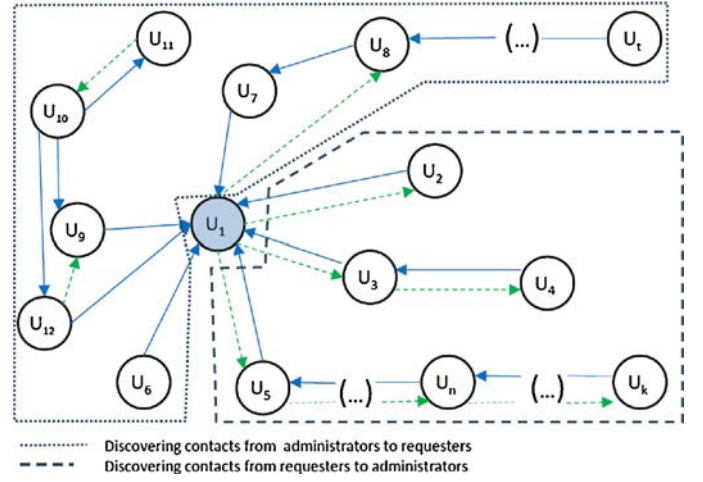 U11
U8
(...)
Ut
U10
U7
U2
U9
U1
U3
U4
U12
U6
U5
(...)
Un
(...)
Uk
Discovering contacts from administrators to requesters
Discovering contacts from requesters to administrators